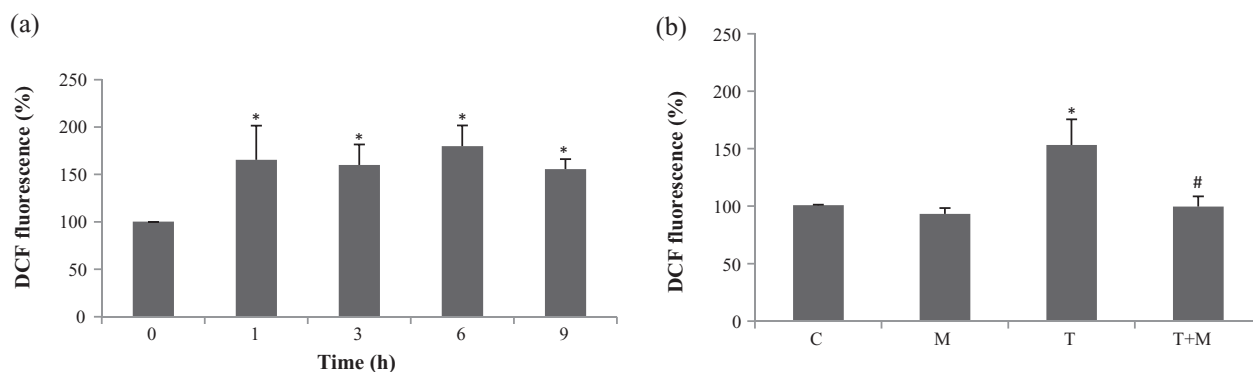 (a)
DCF fluorescence (%)
250
200
150
100
50
0
* * * *
0 1 3 6 9
Time (h)
(b)
DCF fluorescence (%)
250
200
150
100
50
0
* #
C M T T+M